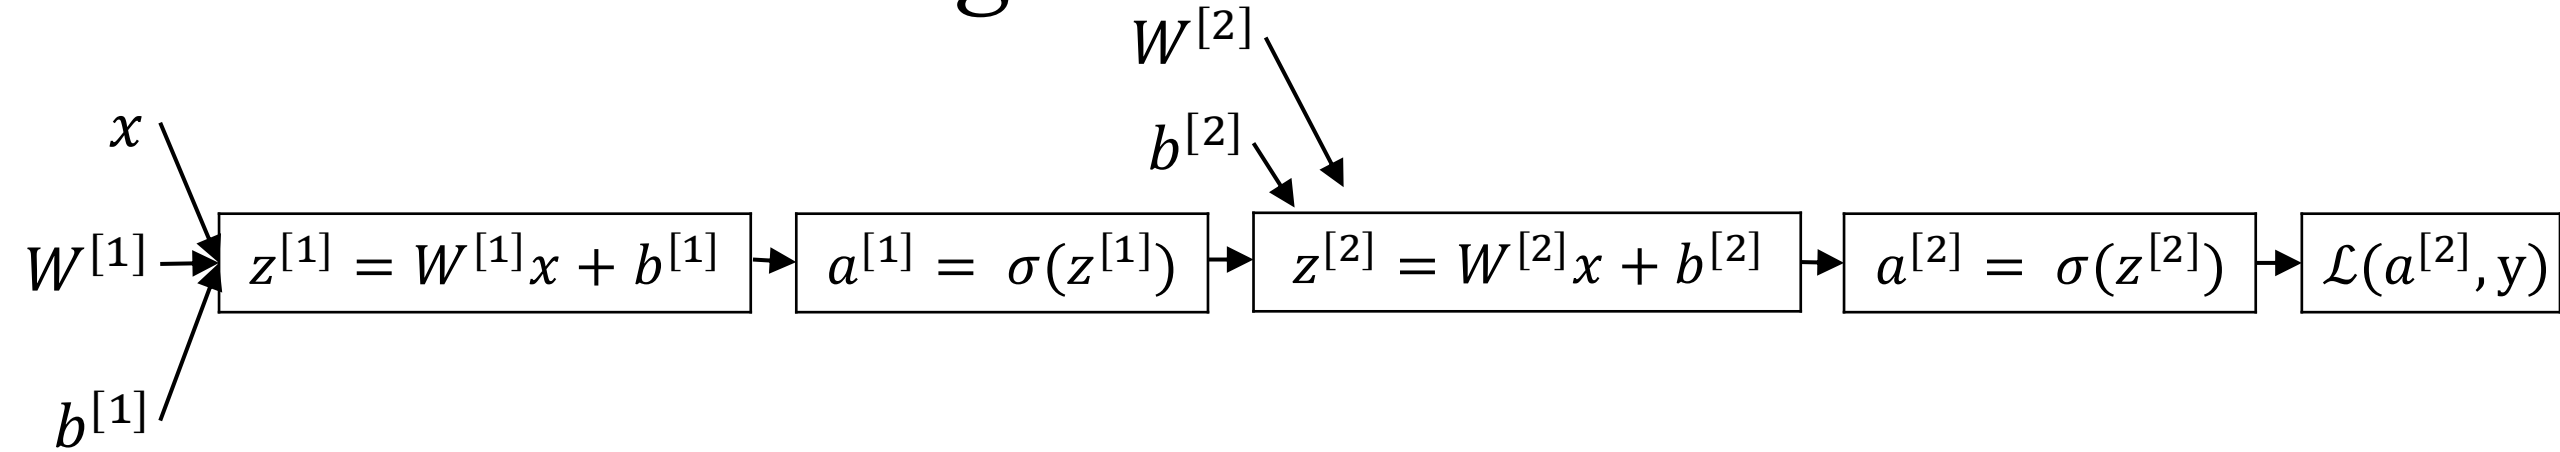 W^{[2]}
x
b^{[2]}
W^{[1]}
z^{[1]} = W^{[1]}x + b^{[1]}
a^{[1]} = σ(z^{[1]})
z^{[2]} = W^{[2]}x + b^{[2]}
a^{[2]} = σ(z^{[2]})
ℒ(a^{[2]}, y)
b^{[1]}